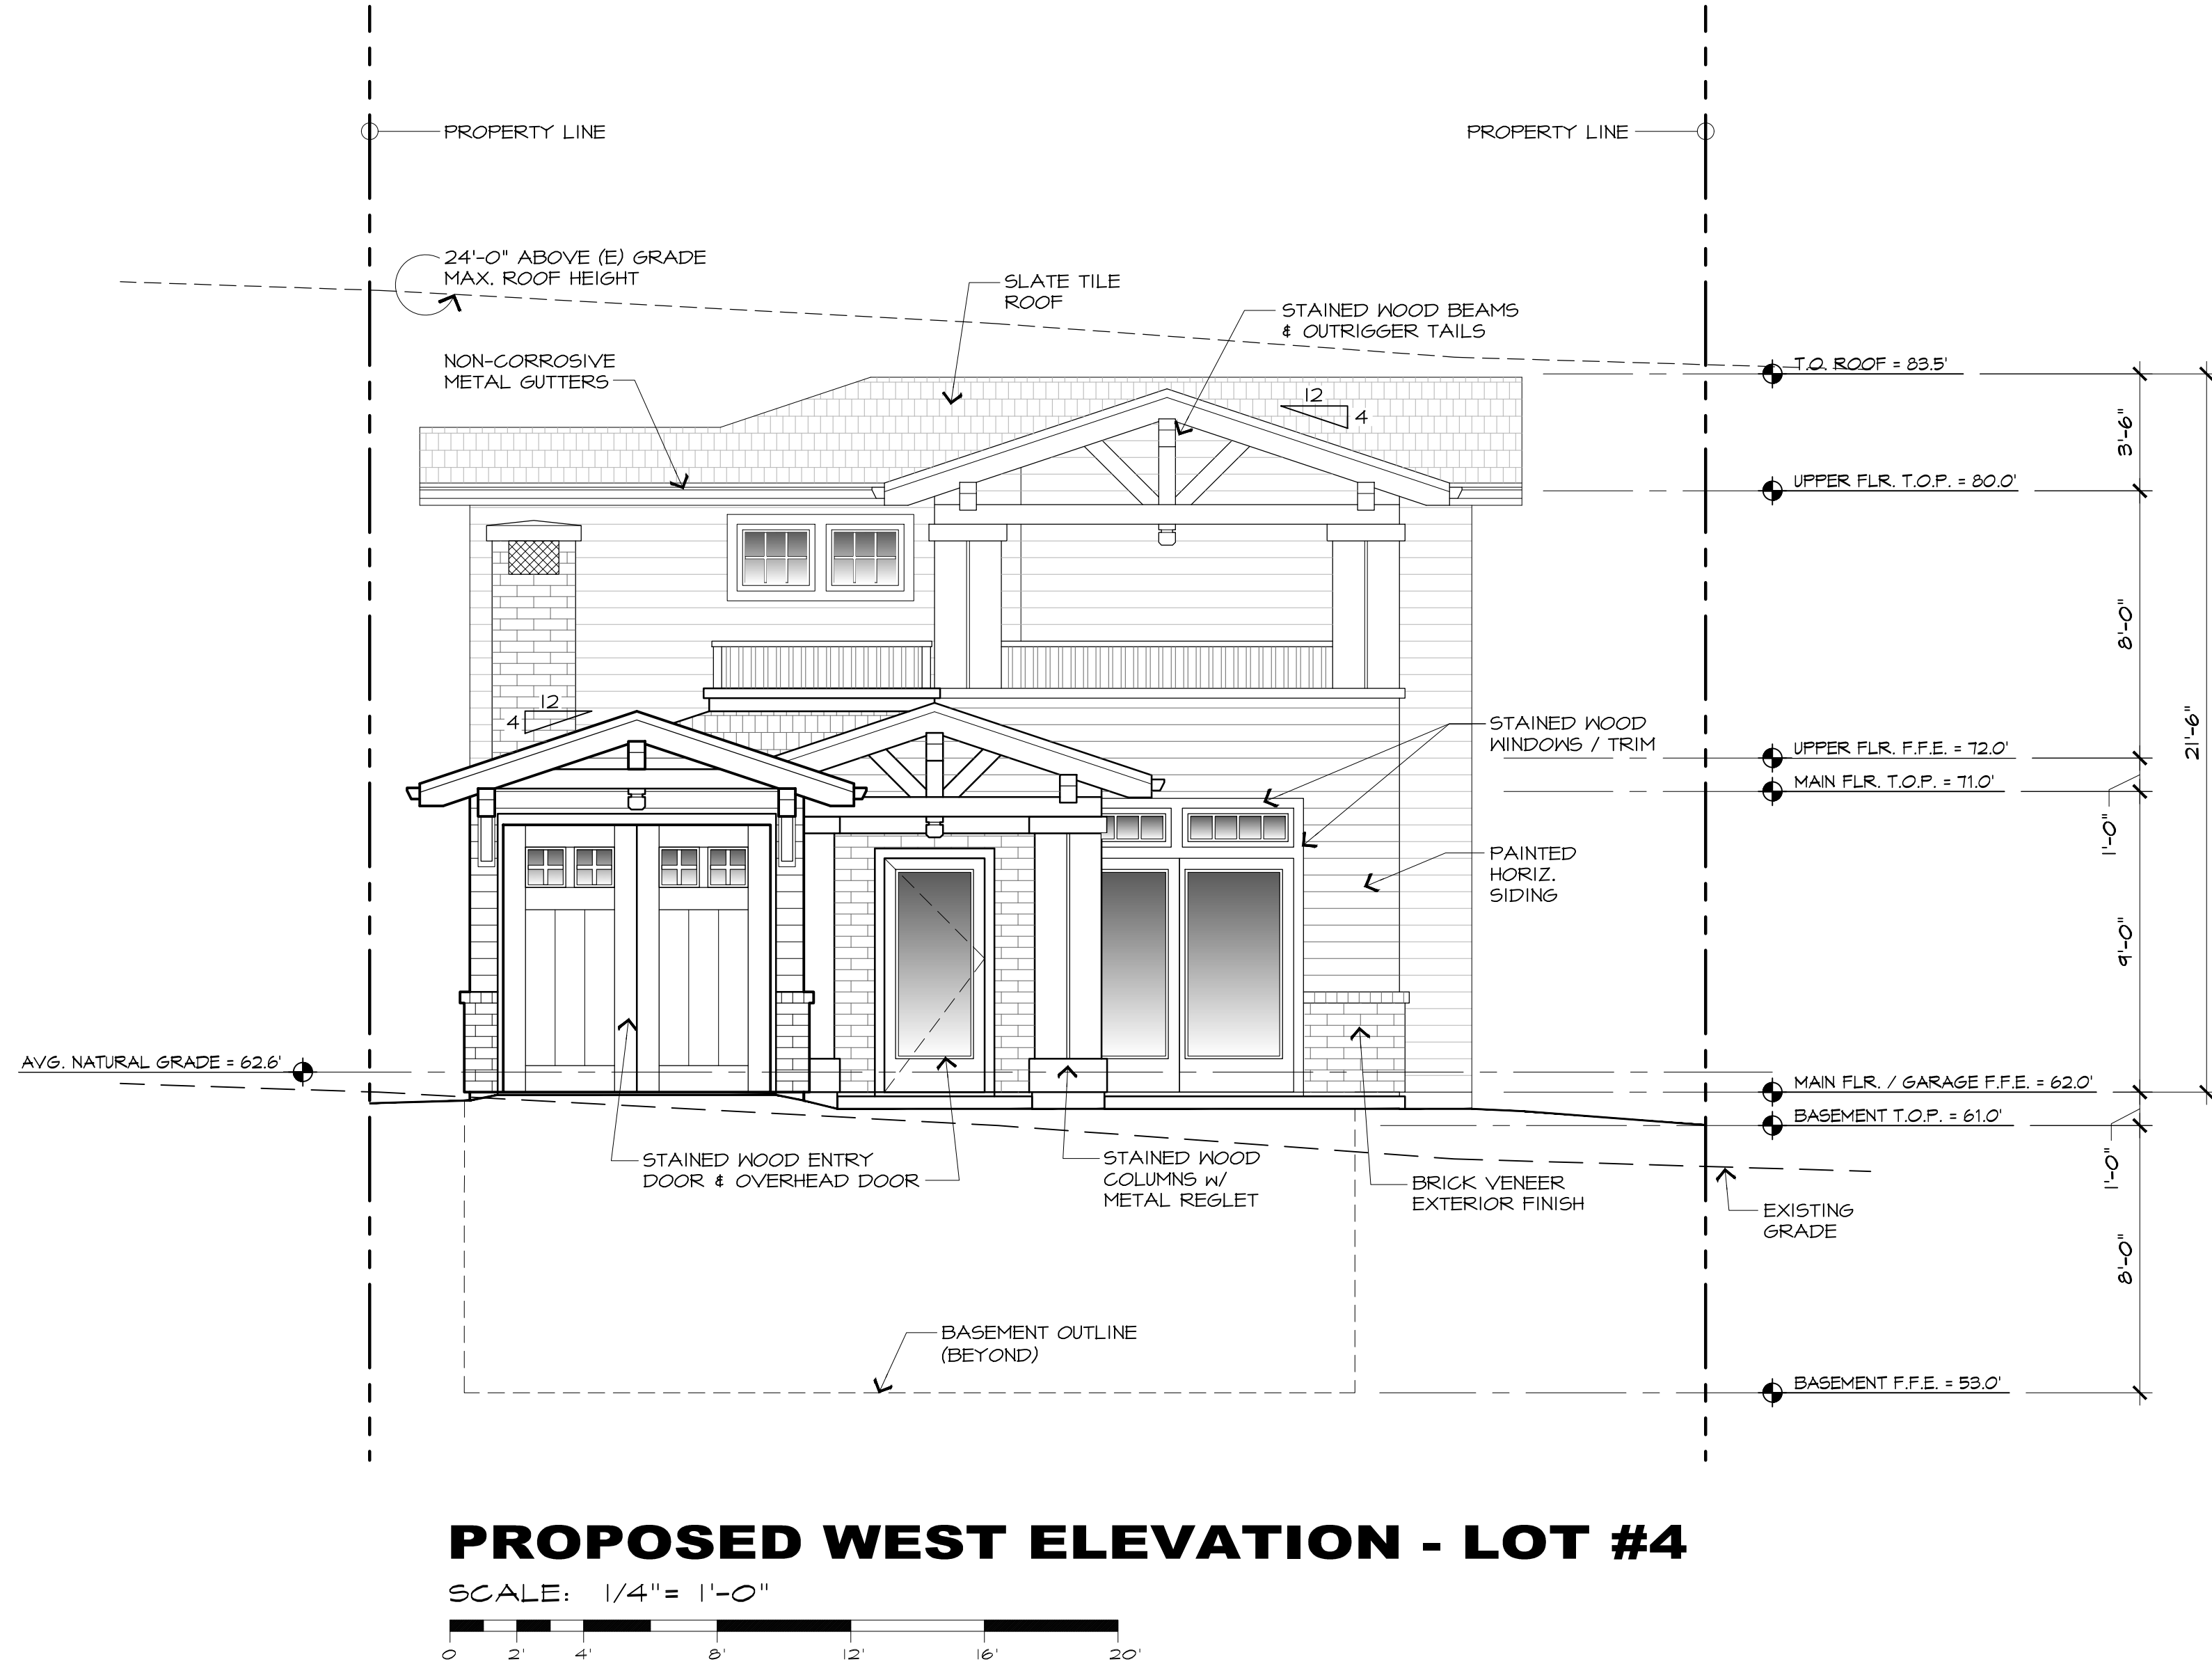 PROPERTY LINE
PROPERTY LINE
24'-0" ABOVE (E) GRADE
MAX. ROOF HEIGHT
SLATE TILE
ROOF
STAINED WOOD BEAMS
& OUTRIGGER TAILS
NON-CORROSIVE
METAL GUTTERS
T.O. ROOF = 83.5'
12
4
3'-6"
UPPER FLR. T.O.P. = 80.0'
8'-0"
12
4
21'-6"
STAINED WOOD
WINDOWS / TRIM
UPPER FLR. F.F.E. = 72.0'
MAIN FLR. T.O.P. = 71.0'
1'-0"
PAINTED
HORIZ.
SIDING
9'-0"
AVG. NATURAL GRADE = 62.6'
MAIN FLR. / GARAGE F.F.E. = 62.0'
BASEMENT T.O.P. = 61.0'
1'-0"
STAINED WOOD ENTRY
DOOR & OVERHEAD DOOR
STAINED WOOD
COLUMNS W/
METAL REGLET
BRICK VENEER
EXTERIOR FINISH
EXISTING
GRADE
8'-0"
BASEMENT OUTLINE
(BEYOND)
BASEMENT F.F.E. = 53.0'
PROPOSED WEST ELEVATION - LOT #4
SCALE: 1/4"= 1'-0"
0 2' 4' 8' 12' 16' 20'